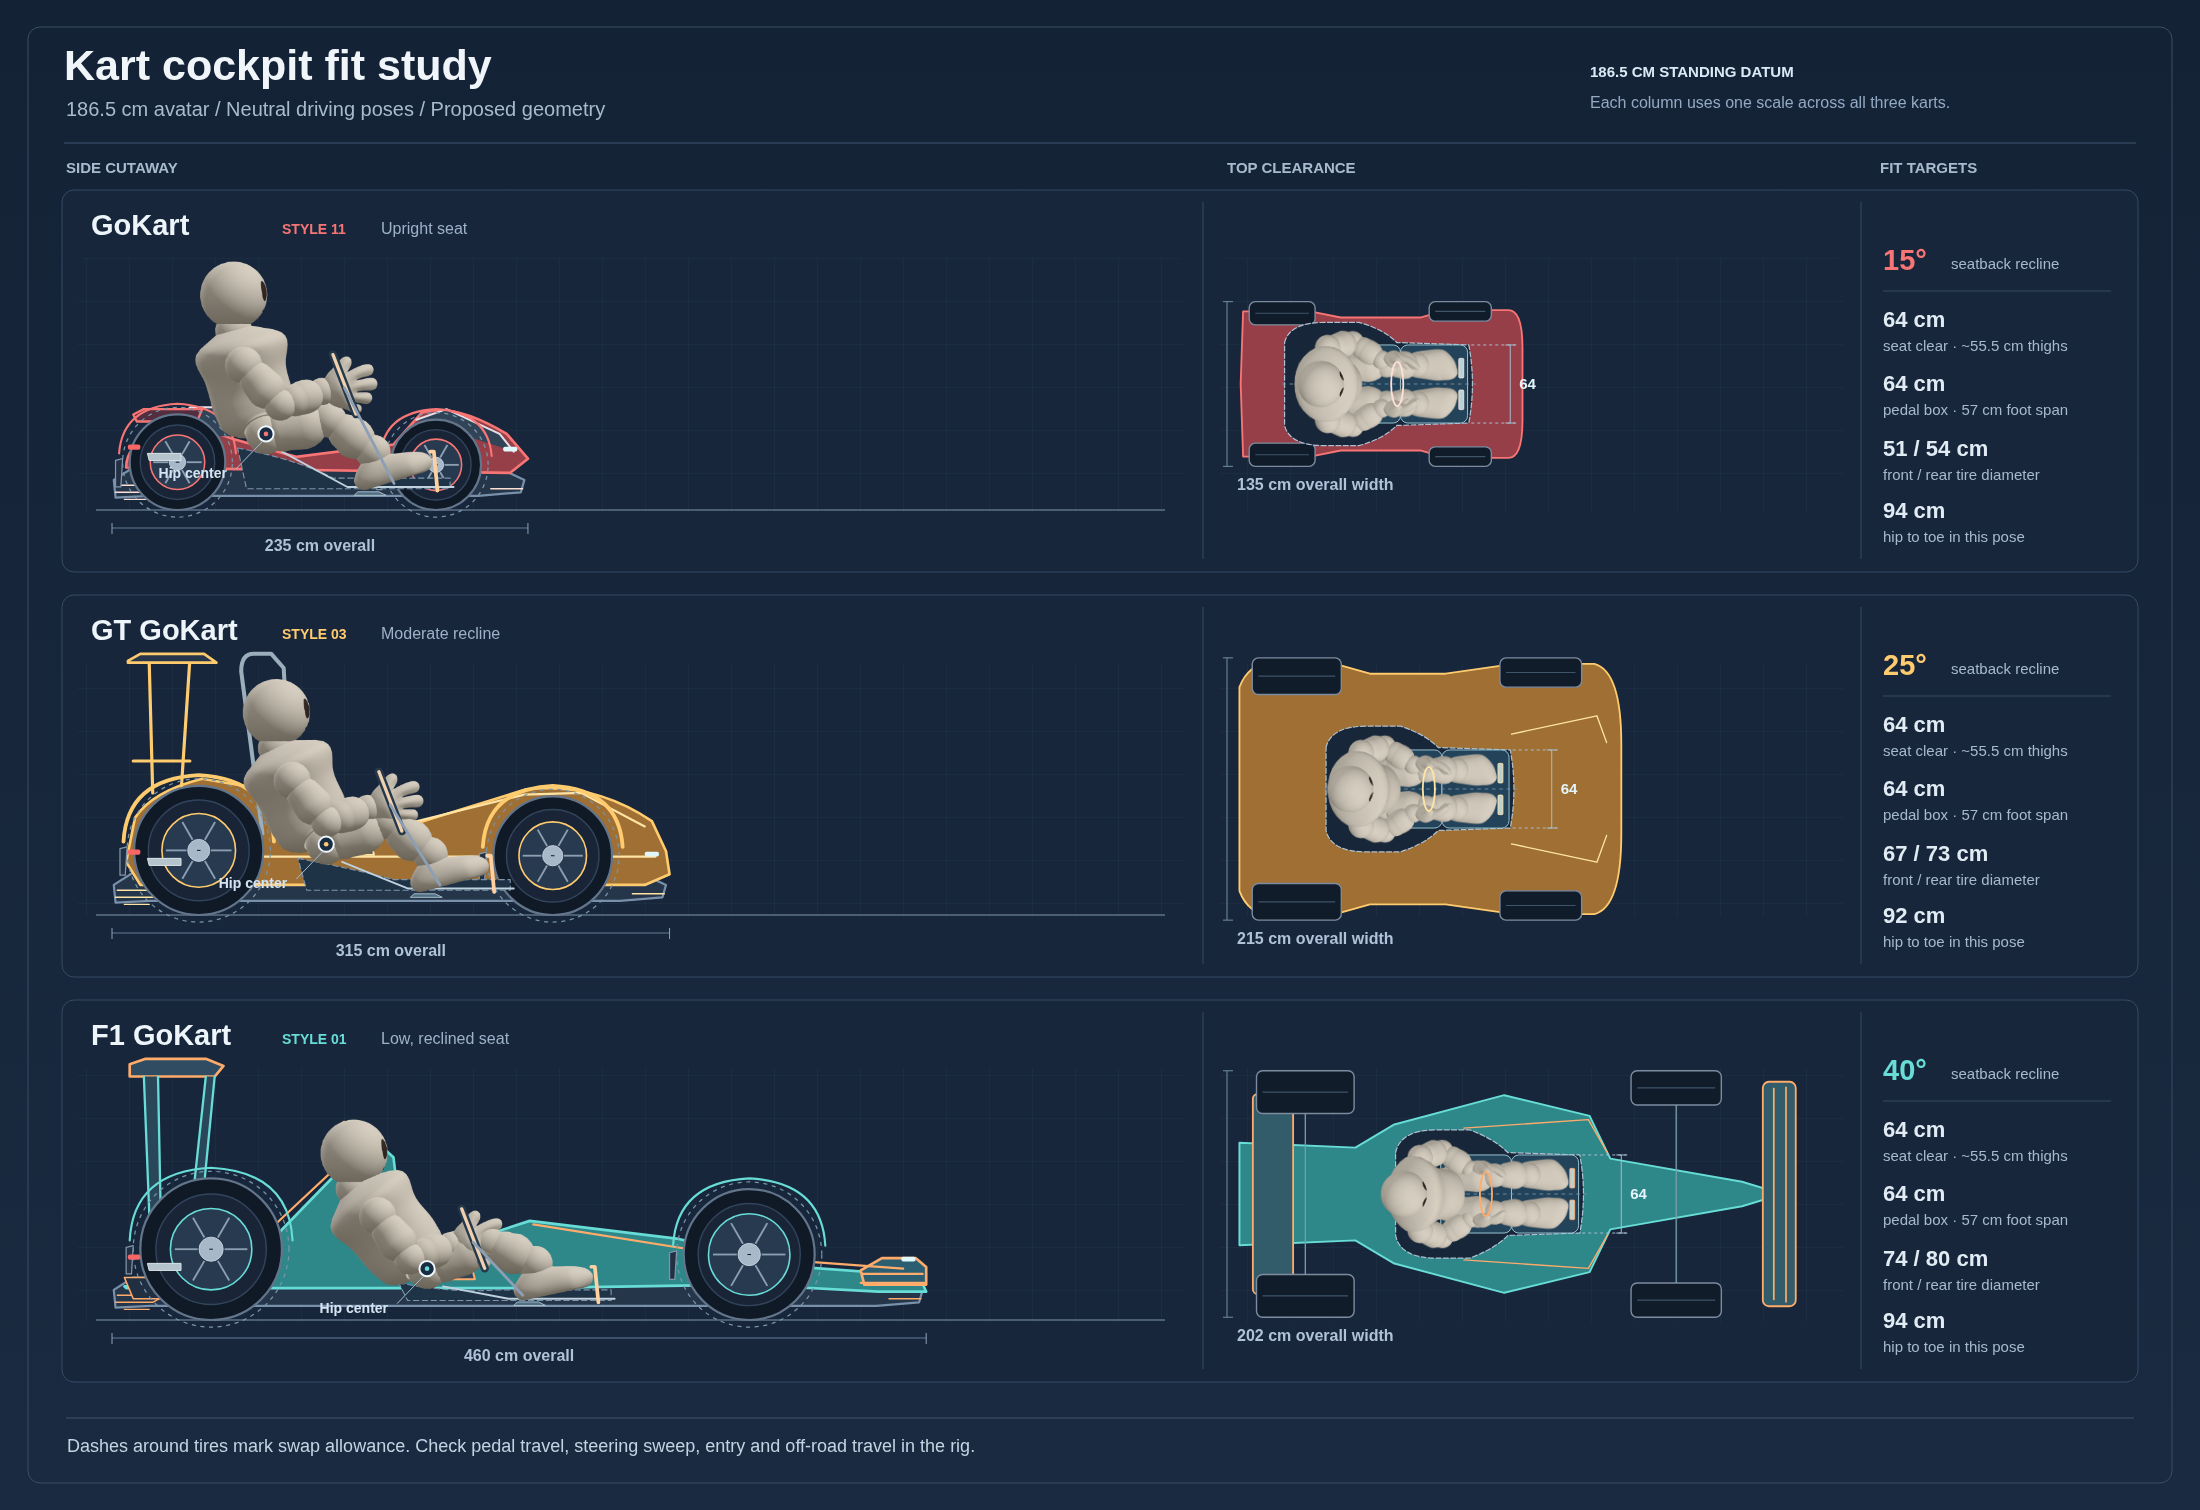 Kart cockpit fit study
186.5 cm avatar / Neutral driving poses / Proposed geometry
186.5 CM STANDING DATUM
Each column uses one scale across all three karts.
SIDE CUTAWAY
TOP CLEARANCE
FIT TARGETS
GoKart
STYLE 11
Upright seat
Hip center
235 cm overall
64
135 cm overall width
15° seatback recline
64 cm
seat clear · ~55.5 cm thighs
64 cm
pedal box · 57 cm foot span
51 / 54 cm
front / rear tire diameter
94 cm
hip to toe in this pose
GT GoKart
STYLE 03
Moderate recline
Hip center
315 cm overall
64
215 cm overall width
25° seatback recline
64 cm
seat clear · ~55.5 cm thighs
64 cm
pedal box · 57 cm foot span
67 / 73 cm
front / rear tire diameter
92 cm
hip to toe in this pose
F1 GoKart
STYLE 01
Low, reclined seat
Hip center
460 cm overall
64
202 cm overall width
40° seatback recline
64 cm
seat clear · ~55.5 cm thighs
64 cm
pedal box · 57 cm foot span
74 / 80 cm
front / rear tire diameter
94 cm
hip to toe in this pose
Dashes around tires mark swap allowance. Check pedal travel, steering sweep, entry and off-road travel in the rig.